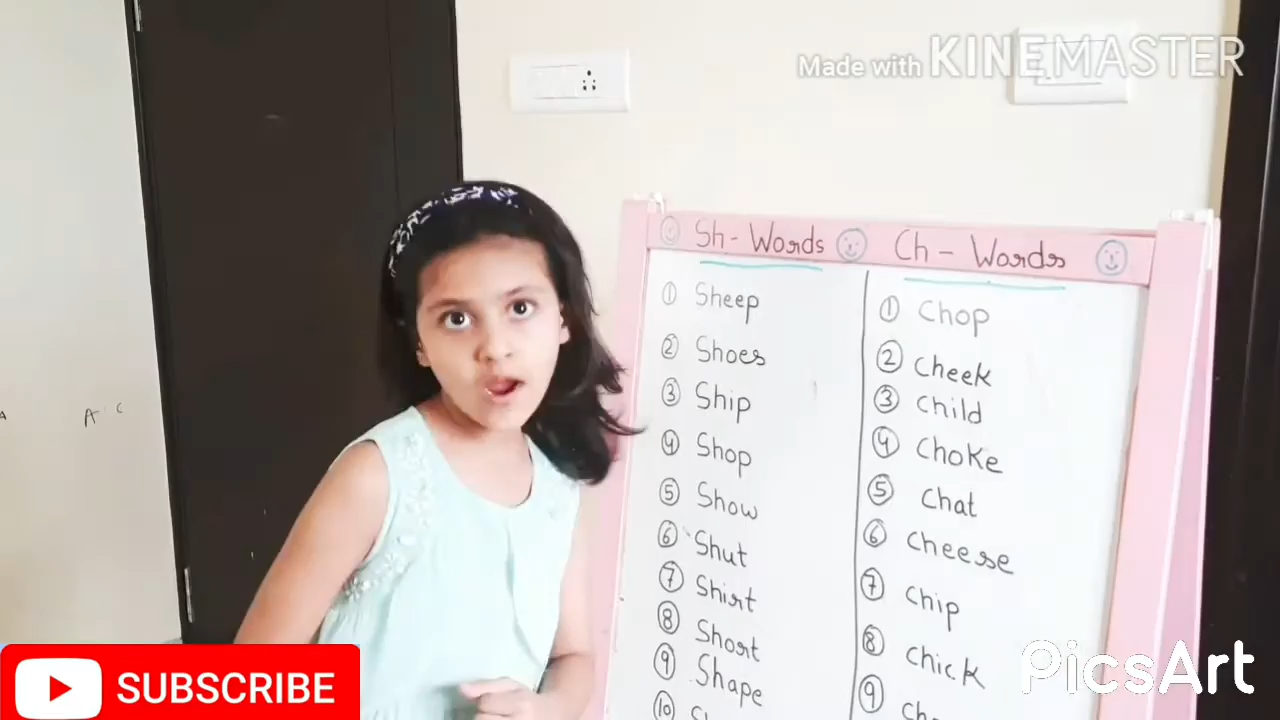 Made with KINEMASTER
Sh - Words
① Sheep
② Shoes
③ Ship
④ Shop
⑤ Show
⑥ Shut
⑦ Shirt
⑧ Short
⑨ Shape
⑩
Ch - Words
① Chop
② Cheek
③ Child
④ Choke
⑤ Chat
⑥ Cheese
⑦ Chip
⑧ Chick
⑨
PicsArt
SUBSCRIBE